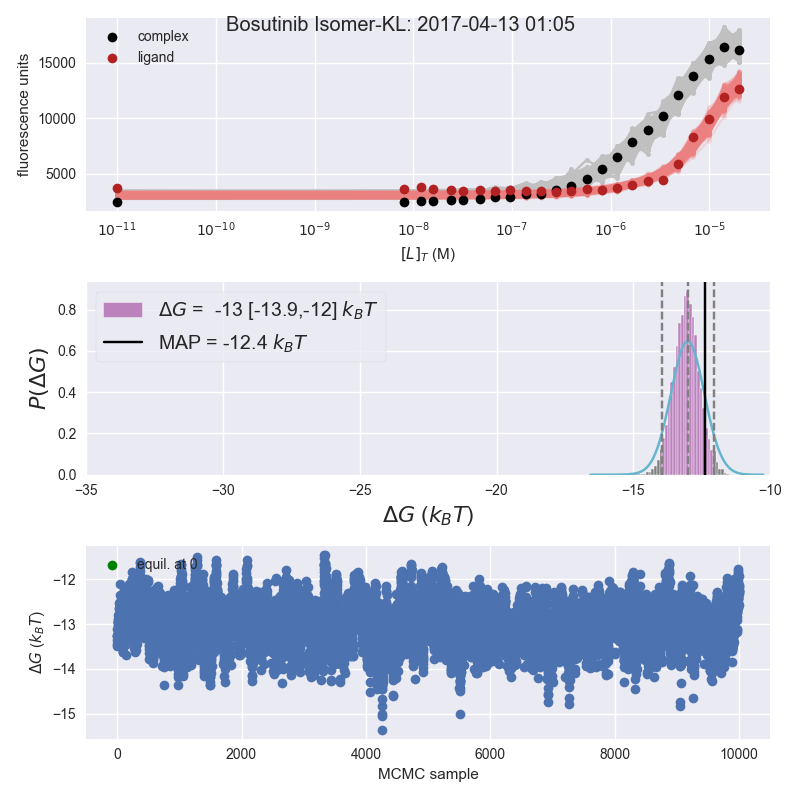 Bosutinib Isomer-KL: 2017-04-13 01:05
complex
ligand
fluorescence units
15000
10000
5000
10⁻¹¹ 10⁻¹⁰ 10⁻⁹ 10⁻⁸ 10⁻⁷ 10⁻⁶ 10⁻⁵
[L]_T (M)
ΔG = -13 [-13.9,-12] k_BT
MAP = -12.4 k_BT
P(ΔG)
0.8
0.6
0.4
0.2
0.0
−35 −30 −25 −20 −15 −10
ΔG (k_BT)
equil. at 0
ΔG (k_BT)
−12
−13
−14
−15
0 2000 4000 6000 8000 10000
MCMC sample